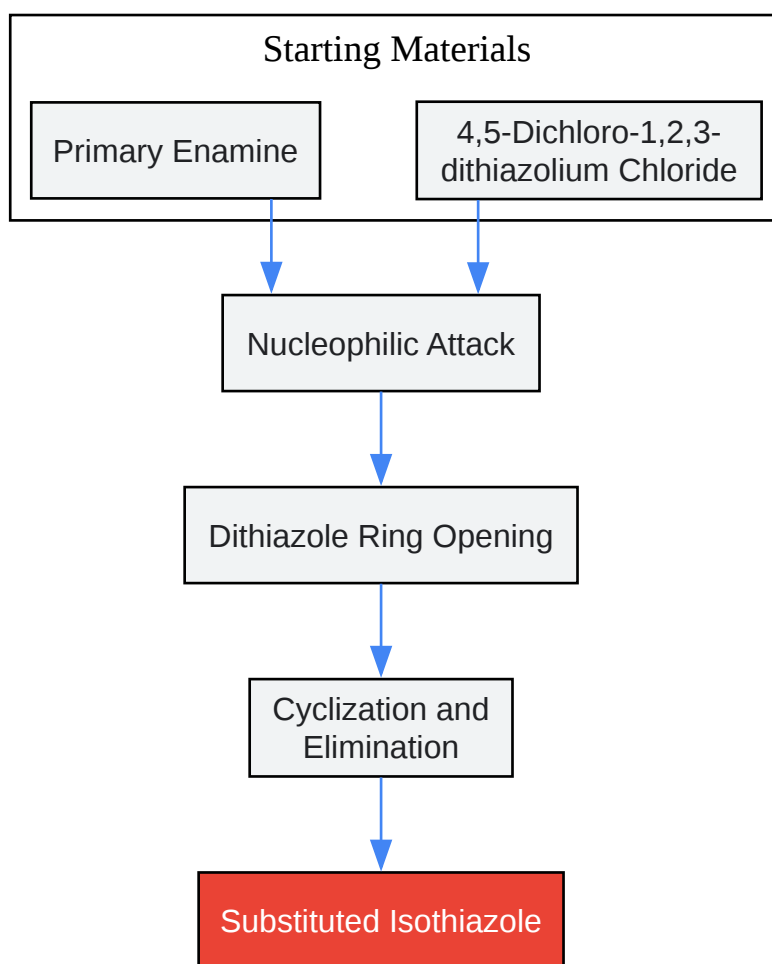 Starting Materials
Primary Enamine
4,5-Dichloro-1,2,3-
dithiazolium Chloride
Nucleophilic Attack
Dithiazole Ring Opening
Cyclization and
Elimination
Substituted Isothiazole